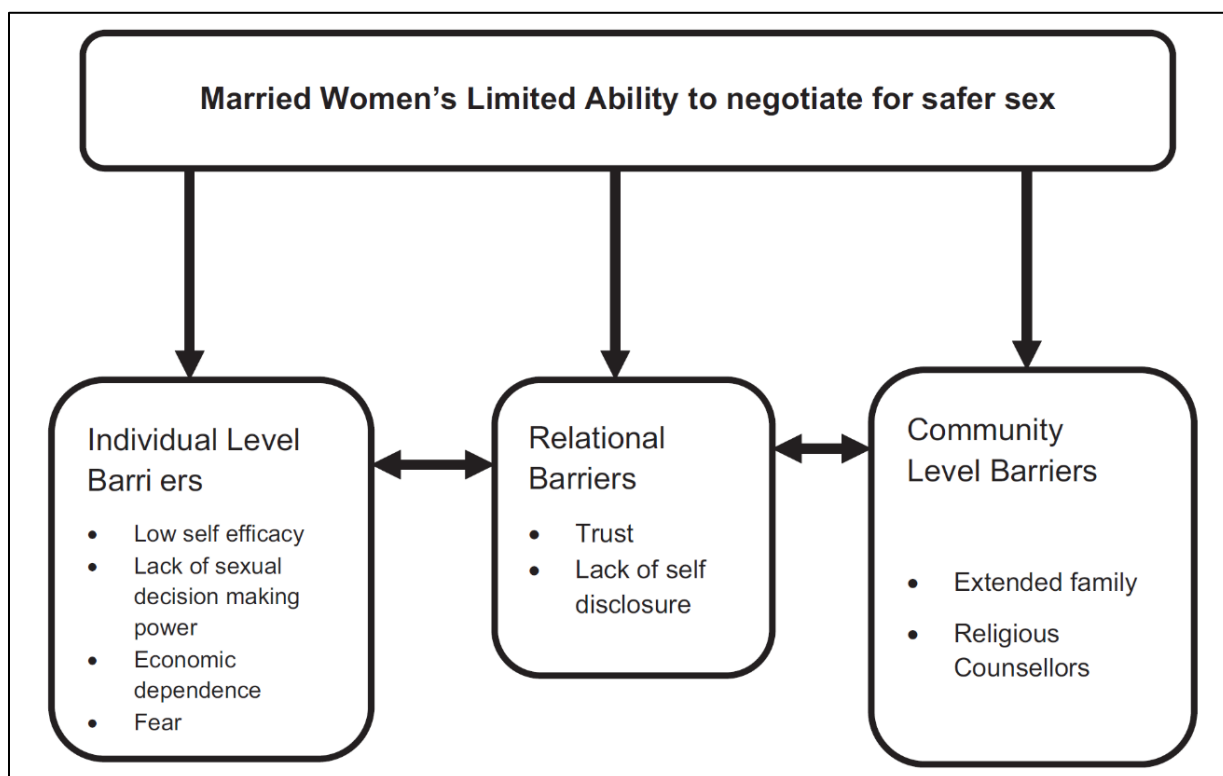 Married Women’s Limited Ability to negotiate for safer sex
Individual Level
Barri ers
• Low self efficacy
• Lack of sexual
decision making
power
• Economic
dependence
• Fear
Relational
Barriers
• Trust
• Lack of self
disclosure
Community
Level Barriers
• Extended family
• Religious
Counsellors